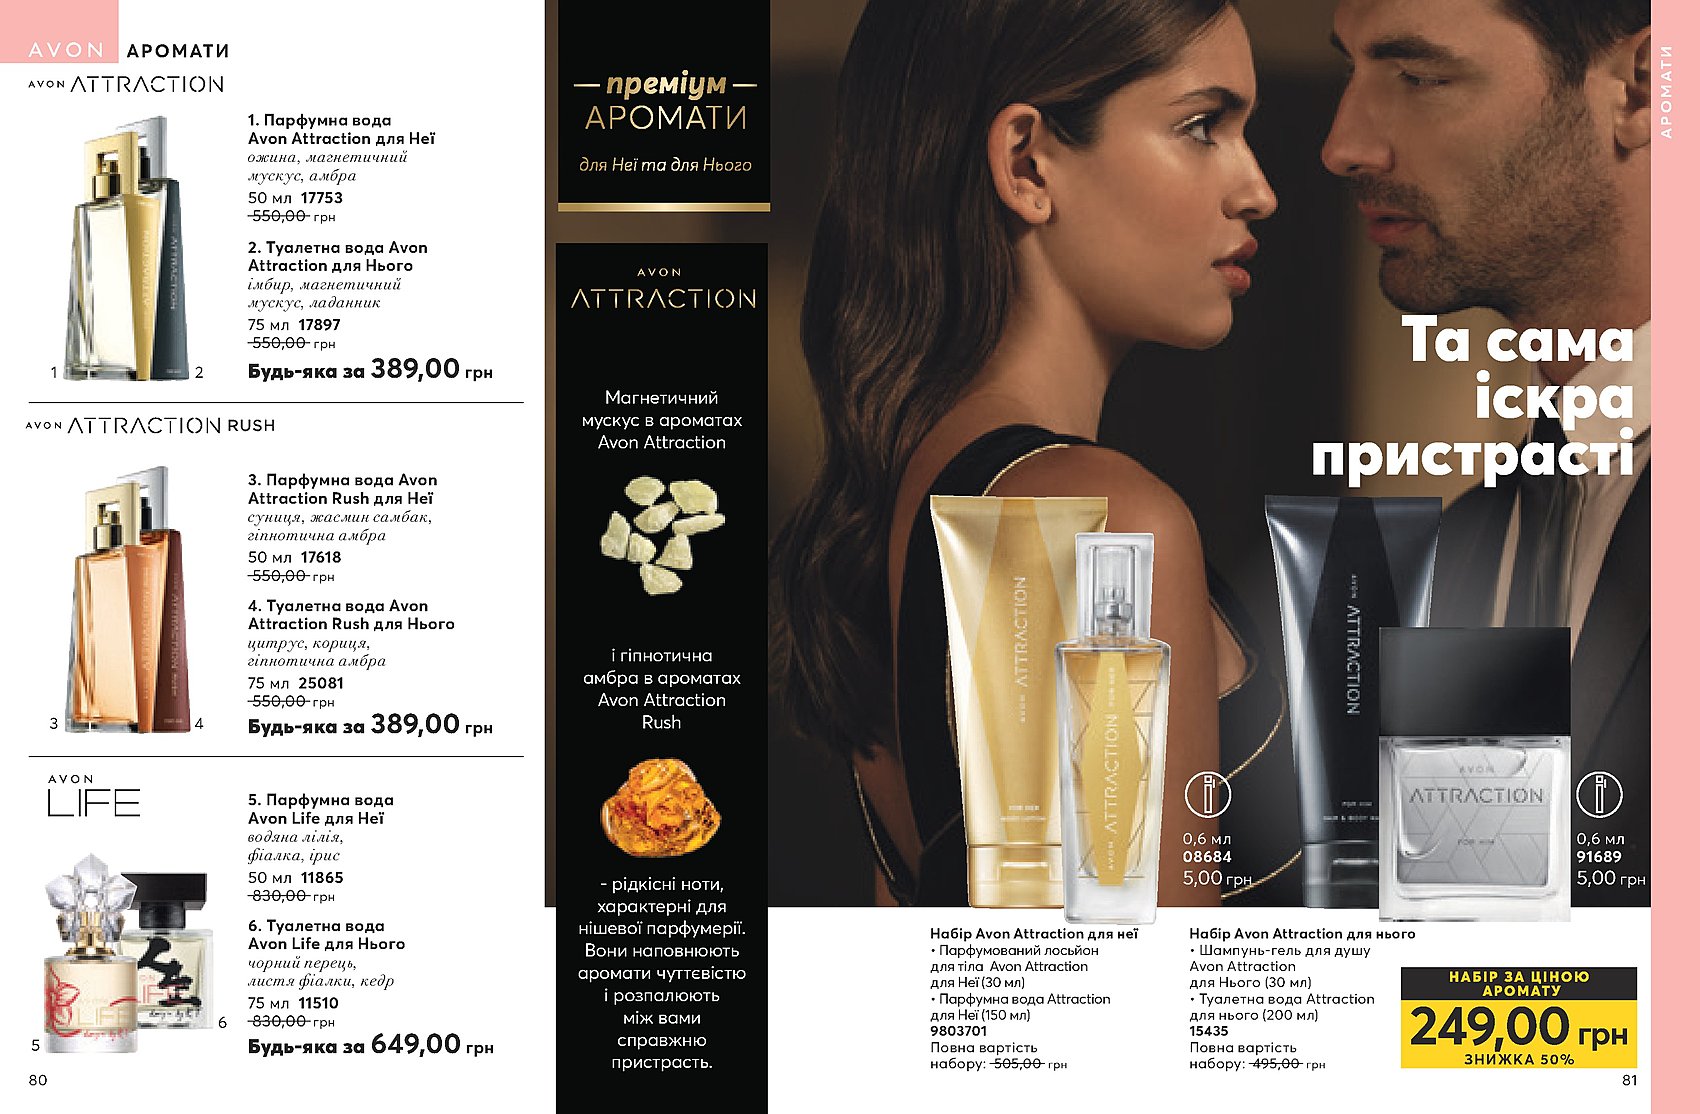 AVON АРОМАТИ
AVON ATTRACTION
1. Парфумна вода
Avon Attraction для Неї
ожина, магнетичний
мускус, амбра
50 мл 17753
550,00 грн
2. Туалетна вода Avon
Attraction для Нього
імбир, магнетичний
мускус, ладанник
75 мл 17897
550,00 грн
Будь-яка за 389,00 грн
1
2
AVON ATTRACTION RUSH
3. Парфумна вода Avon
Attraction Rush для Неї
суниця, жасмин самбак,
гіпнотична амбра
50 мл 17618
550,00 грн
4. Туалетна вода Avon
Attraction Rush для Нього
цитрус, кориця,
гіпнотична амбра
75 мл 25081
550,00 грн
Будь-яка за 389,00 грн
3
4
AVON
LIFE
5. Парфумна вода
Avon Life для Неї
водяна лілія,
фіалка, ірис
50 мл 11865
830,00 грн
6. Туалетна вода
Avon Life для Нього
чорний перець,
листя фіалки, кедр
75 мл 11510
830,00 грн
Будь-яка за 649,00 грн
5
6
80
преміум
АРОМАТИ
для Неї та для Нього
AVON
ATTRACTION
Магнетичний
мускус в ароматах
Avon Attraction
і гіпнотична
амбра в ароматах
Avon Attraction
Rush
- рідкісні ноти,
характерні для
нішевої парфумерії.
Вони наповнюють
аромати чуттєвістю
і розпалюють
між вами
справжню
пристрасть.
АРОМАТИ
Та сама
іскра
пристрасті
AVON ATTRACTION
FOR HER
AVON ATTRACTION FOR HER
AVON ATTRACTION
FOR HIM
HAIR & BODY WASH
AVON
ATTRACTION
FOR HIM
0,6 мл
08684
5,00 грн
0,6 мл
91689
5,00 грн
Набір Avon Attraction для неї
• Парфумований лосьйон
для тіла Avon Attraction
для Неї (30 мл)
• Парфумна вода Attraction
для Неї (150 мл)
9803701
Повна вартість
набору: 505,00 грн
Набір Avon Attraction для нього
• Шампунь-гель для душу
Avon Attraction
для Нього (30 мл)
• Туалетна вода Attraction
для нього (200 мл)
15435
Повна вартість
набору: 495,00 грн
НАБІР ЗА ЦІНОЮ
АРОМАТУ
249,00 грн
ЗНИЖКА 50%
81